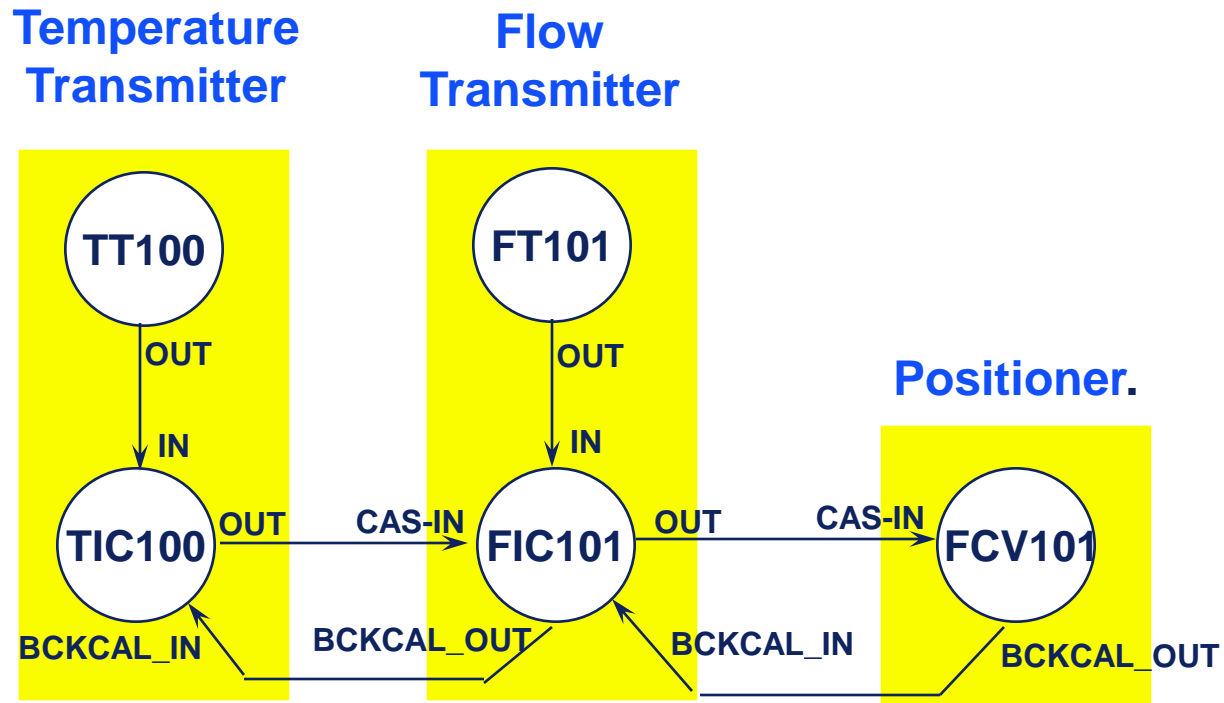 Temperature
Transmitter
Flow
Transmitter
TT100
FT101
OUT
OUT
Positioner.
IN
IN
OUT
CAS-IN
OUT
CAS-IN
TIC100
FIC101
FCV101
BCKCAL_IN
BCKCAL_OUT
BCKCAL_IN
BCKCAL_OUT